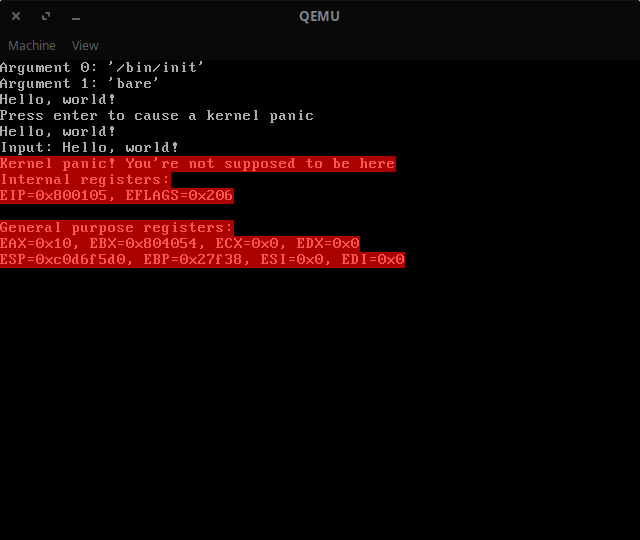 QEMU
Machine View
Argument 0: '/bin/init'
Argument 1: 'bare'
Hello, world!
Press enter to cause a kernel panic
Hello, world!
Input: Hello, world!
Kernel panic! You're not supposed to be here
Internal registers:
EIP=0x800105, EFLAGS=0x206
General purpose registers:
EAX=0x10, EBX=0x804054, ECX=0x0, EDX=0x0
ESP=0xc0d6f5d0, EBP=0x27f38, ESI=0x0, EDI=0x0